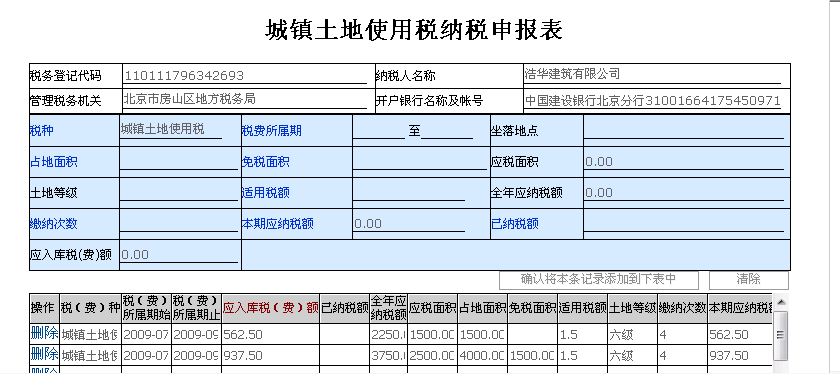 城镇土地使用税纳税申报表
税务登记代码 110111796342693 纳税人名称 洁华建筑有限公司
管理税务机关 北京市房山区地方税务局 开户银行名称及帐号 中国建设银行北京分行31001664175450971
税种 城镇土地使用税 税费所属期 至 坐落地点
占地面积 免税面积 应税面积 0.00
土地等级 适用税额 全年应纳税额 0.00
缴纳次数 本期应纳税额 0.00 已纳税额
应入库税(费)额 0.00
确认将本条记录添加到下表中 清除
操作 税（费）种 税（费）所属期始 税（费）所属期止 应入库税（费）额 已纳税额 全年应纳税额 应税面积 占地面积 免税面积 适用税额 土地等级 缴纳次数 本期应纳税额
删除 城镇土地使 2009-07 2009-09 562.50 2250. 1500.00 1500.00 1.5 六级 4 562.50
删除 城镇土地使 2009-07 2009-09 937.50 3750. 2500.00 4000.00 1500.00 1.5 六级 4 937.50